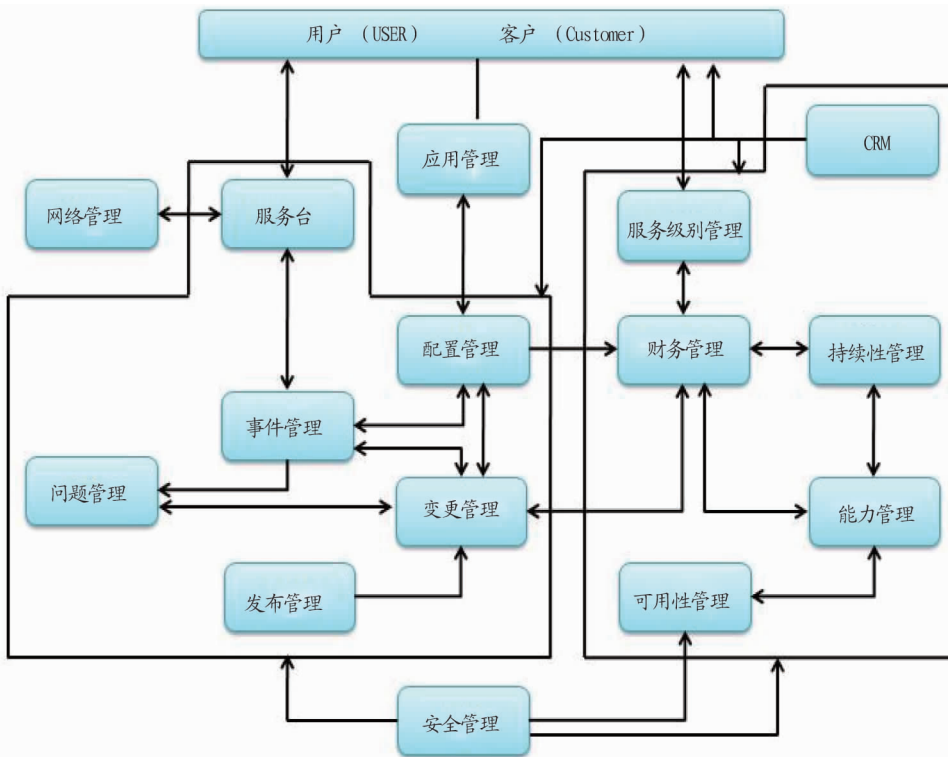 用户 （USER） 客户 （Customer）
应用管理
CRM
网络管理
服务台
服务级别管理
配置管理
财务管理
持续性管理
事件管理
问题管理
变更管理
能力管理
发布管理
可用性管理
安全管理